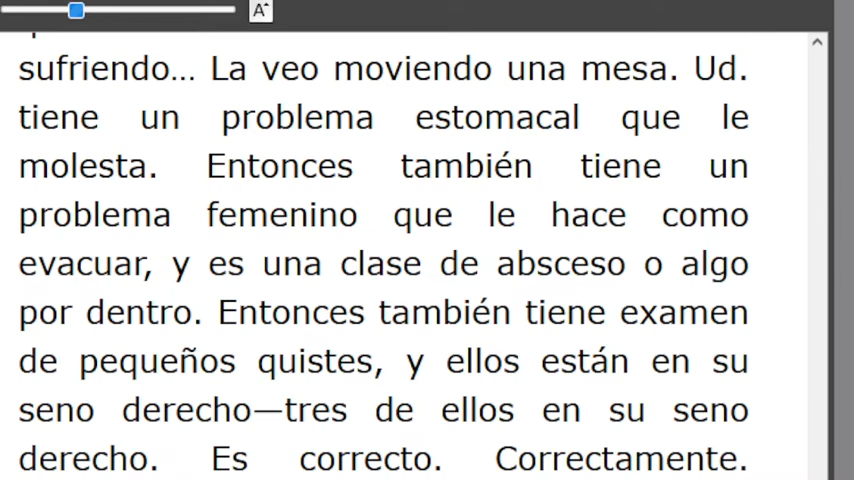 A
sufriendo... La veo moviendo una mesa. Ud.
tiene un problema estomacal que le
molesta. Entonces también tiene un
problema femenino que le hace como
evacuar, y es una clase de absceso o algo
por dentro. Entonces también tiene examen
de pequeños quistes, y ellos están en su
seno derecho—tres de ellos en su seno
derecho. Es correcto. Correctamente.